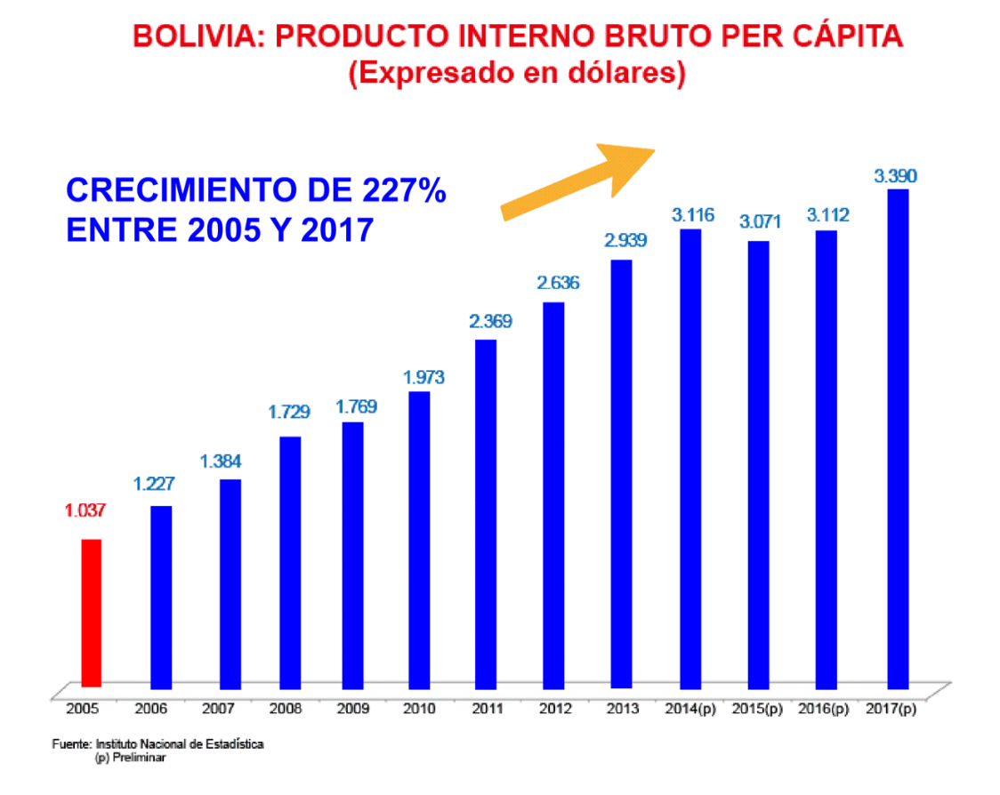 BOLIVIA: PRODUCTO INTERNO BRUTO PER CÁPITA
(Expresado en dólares)
CRECIMIENTO DE 227%
ENTRE 2005 Y 2017
1.037
1.227
1.384
1.729
1.769
1.973
2.369
2.636
2.939
3.116
3.071
3.112
3.390
2005 2006 2007 2008 2009 2010 2011 2012 2013 2014(p) 2015(p) 2016(p) 2017(p)
Fuente: Instituto Nacional de Estadística
(p) Preliminar